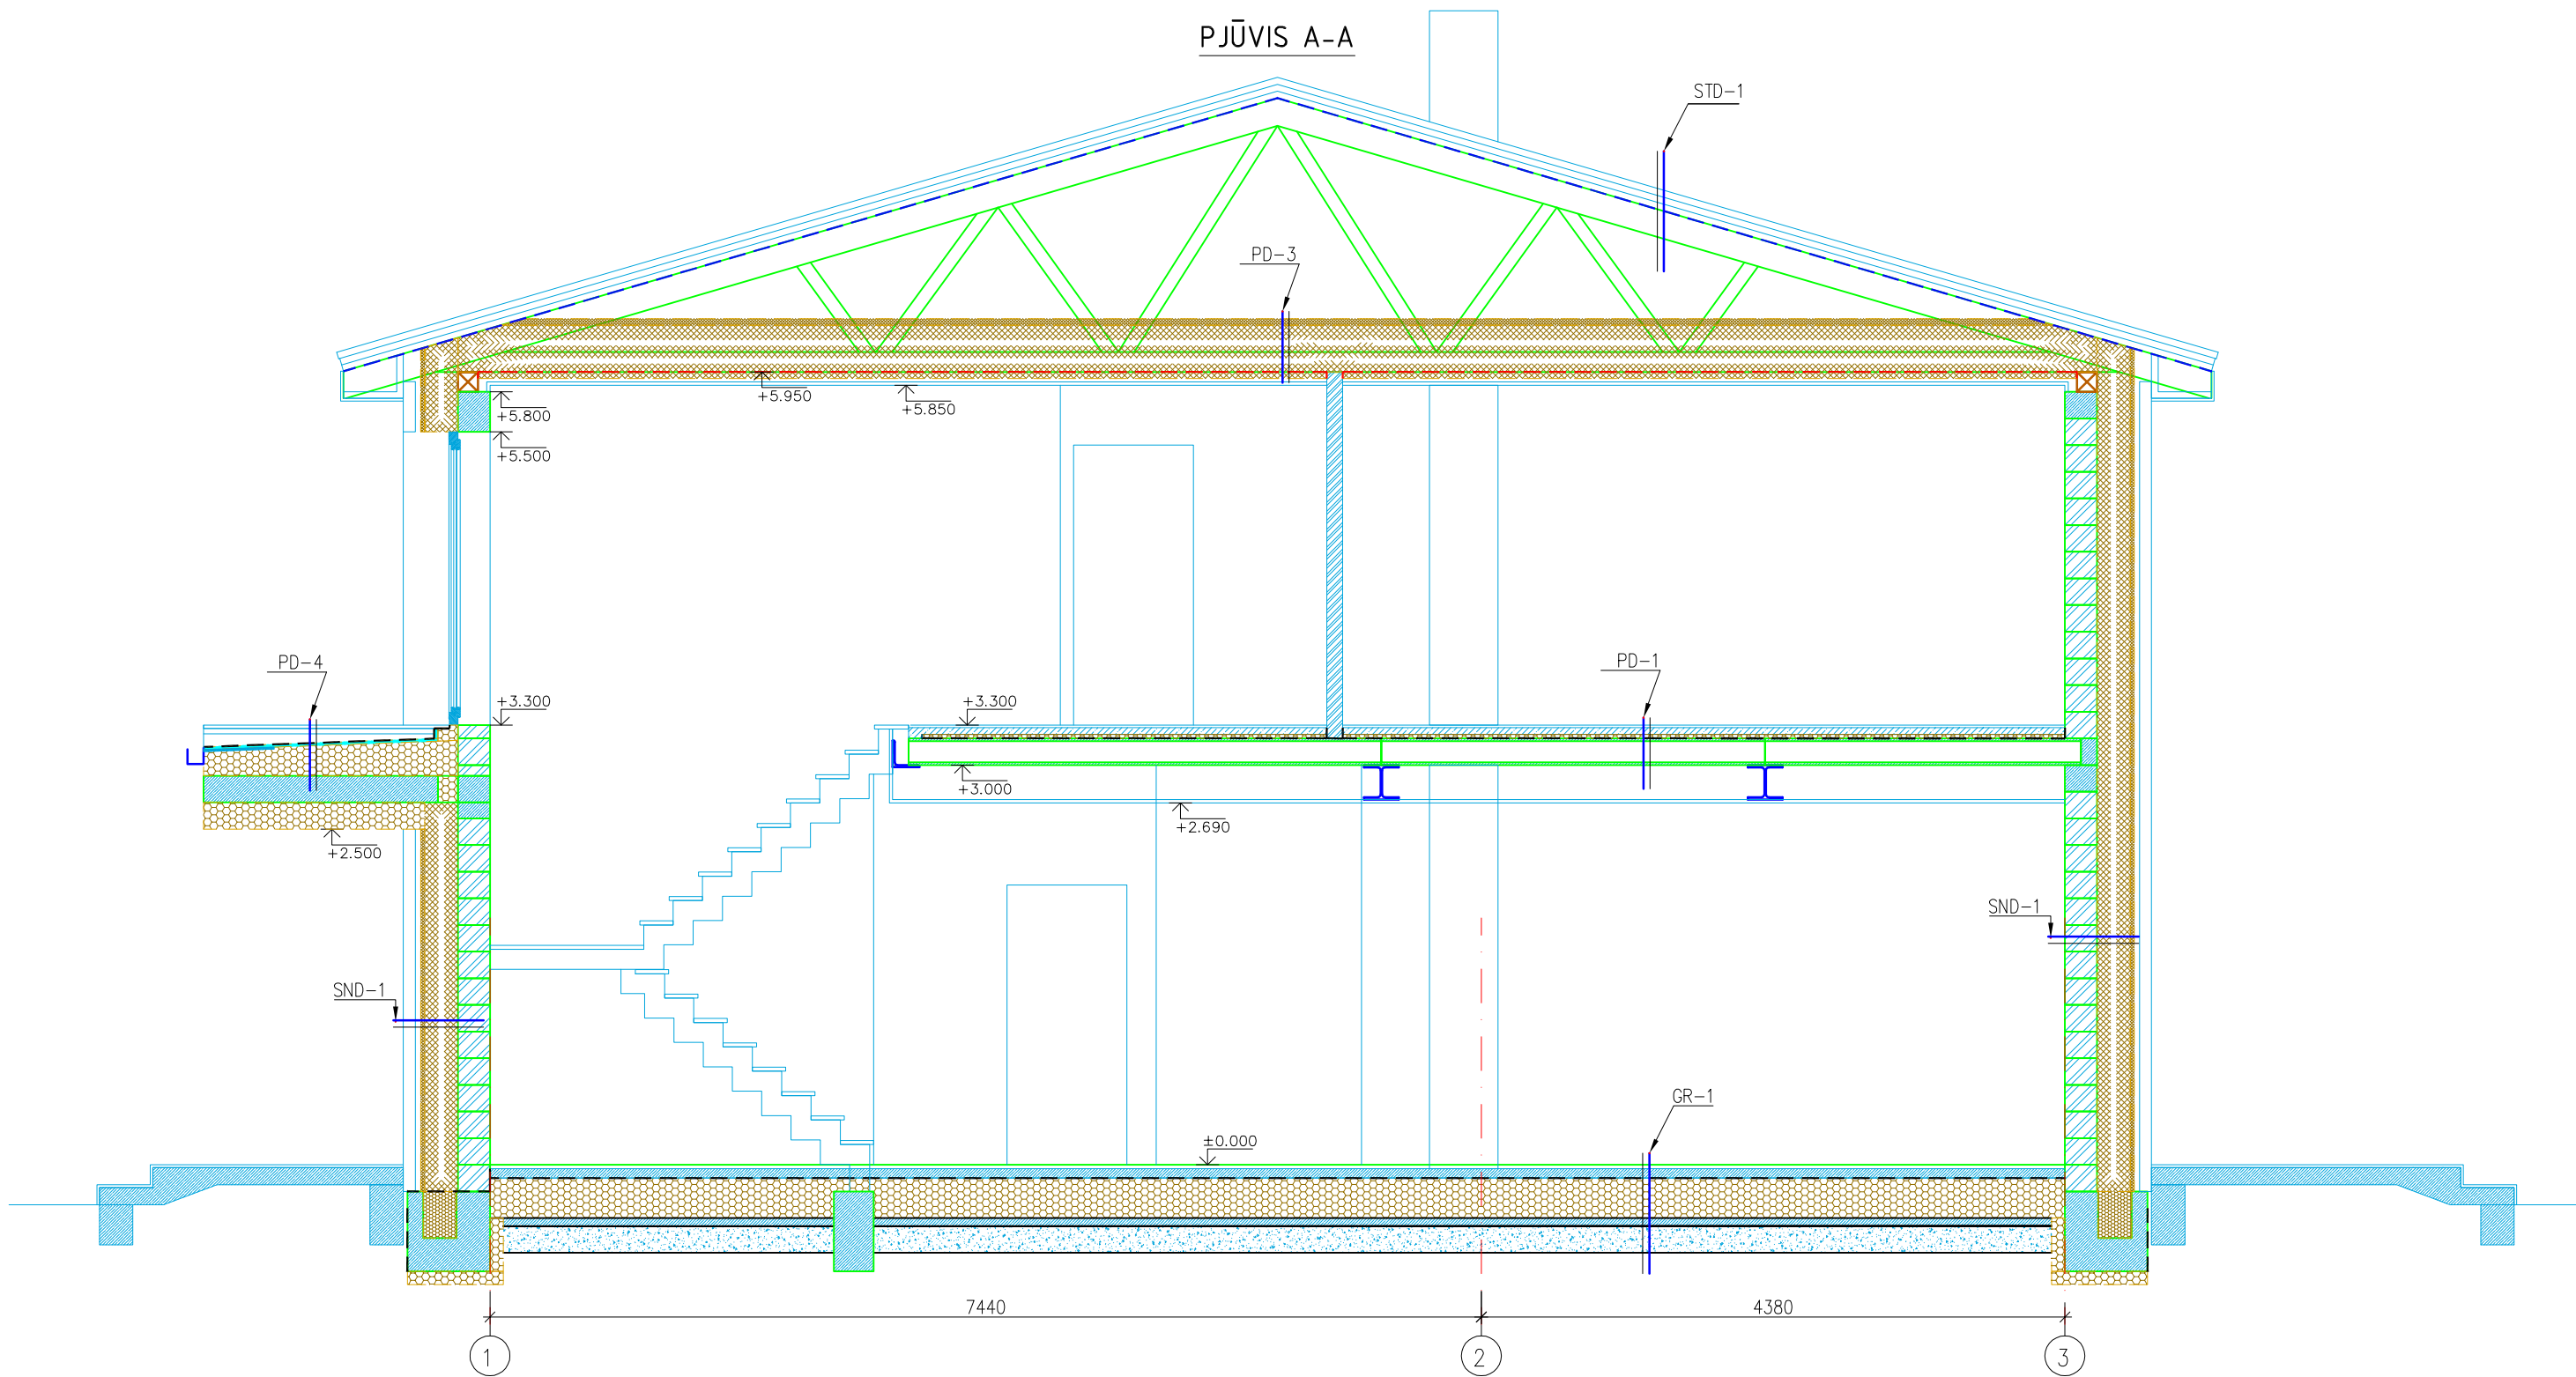 PJŪVIS A-A
STD-1
PD-3
+5.950
+5.850
+5.800
+5.500
PD-4
PD-1
+3.300
+3.300
+3.000
+2.690
+2.500
SND-1
SND-1
GR-1
±0.000
7440
4380
1
2
3